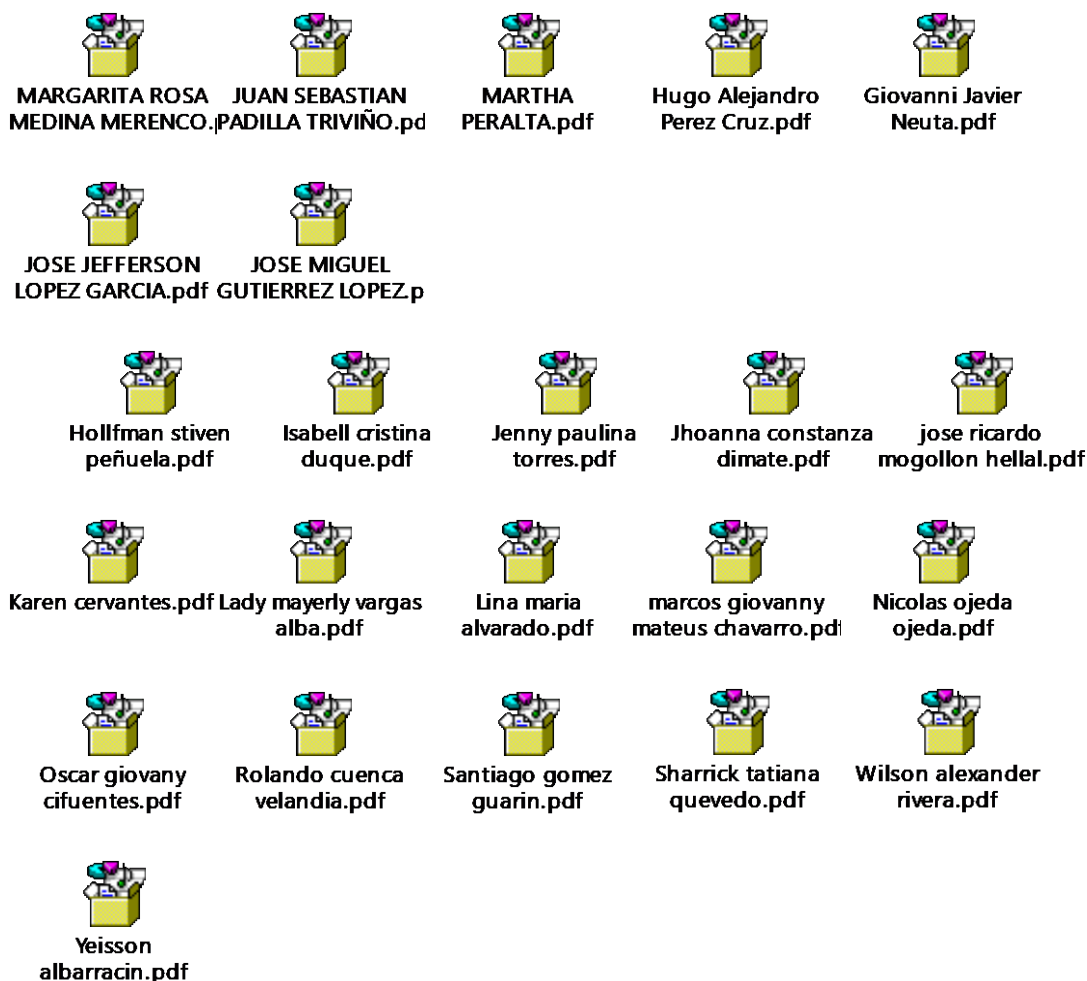 MARGARITA ROSA MEDINA MERENCO.p
JUAN SEBASTIAN PADILLA TRIVIÑO.pd
MARTHA PERALTA.pdf
Hugo Alejandro Perez Cruz.pdf
Giovanni Javier Neuta.pdf
JOSE JEFFERSON LOPEZ GARCIA.pdf
JOSE MIGUEL GUTIERREZ LOPEZ.p
Hollfman stiven peñuela.pdf
Isabell cristina duque.pdf
Jenny paulina torres.pdf
Jhoanna constanza dimate.pdf
jose ricardo mogollon hellal.pdf
Karen cervantes.pdf
Lady mayerly vargas alba.pdf
Lina maria alvarado.pdf
marcos giovanny mateus chavarro.pdf
Nicolas ojeda ojeda.pdf
Oscar giovany cifuentes.pdf
Rolando cuenca velandia.pdf
Santiago gomez guarin.pdf
Sharrick tatiana quevedo.pdf
Wilson alexander rivera.pdf
Yeisson albarracin.pdf